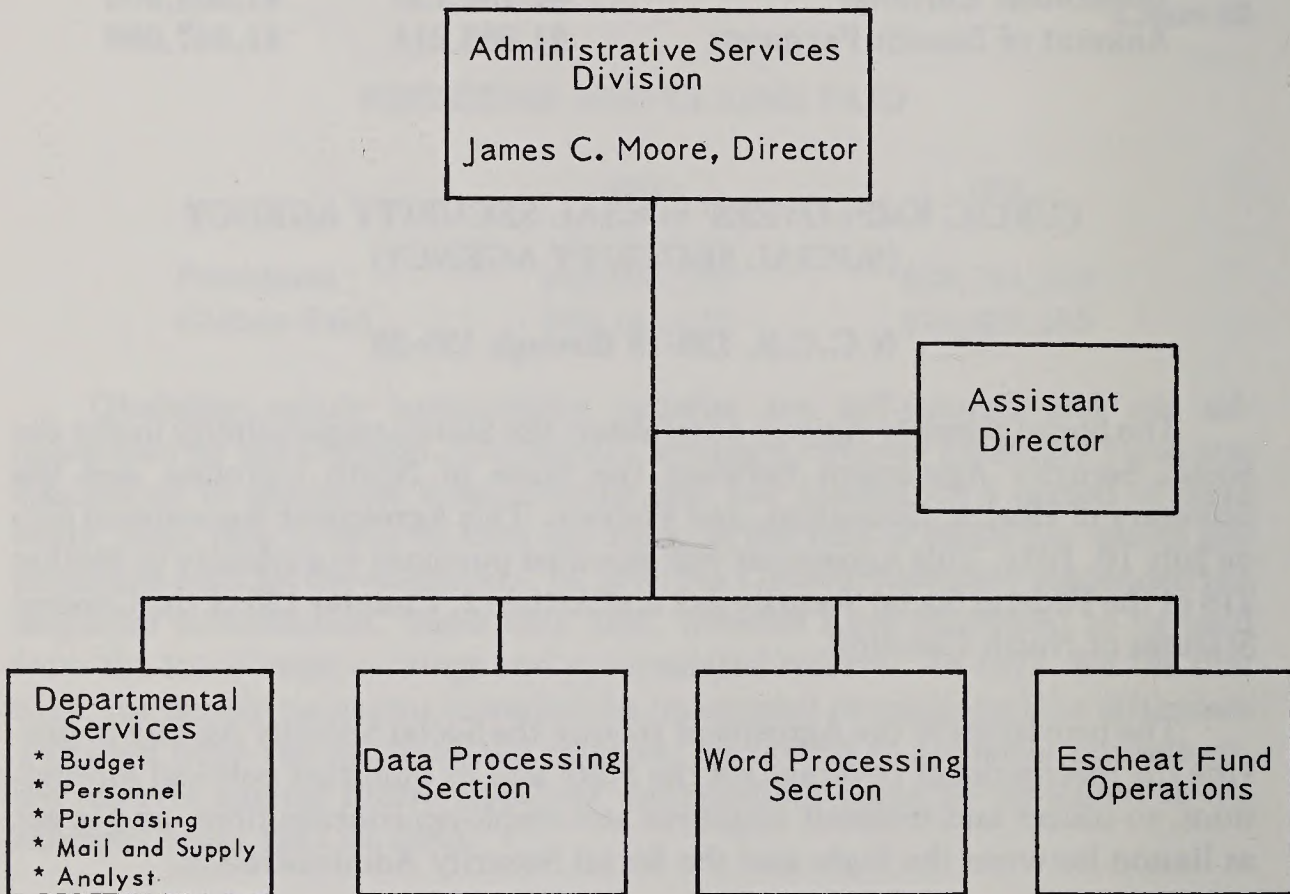 Administrative Services
Division
James C. Moore, Director
Assistant
Director
Departmental
Services
* Budget
* Personnel
* Purchasing
* Mail and Supply
* Analyst
Data Processing
Section
Word Processing
Section
Escheat Fund
Operations